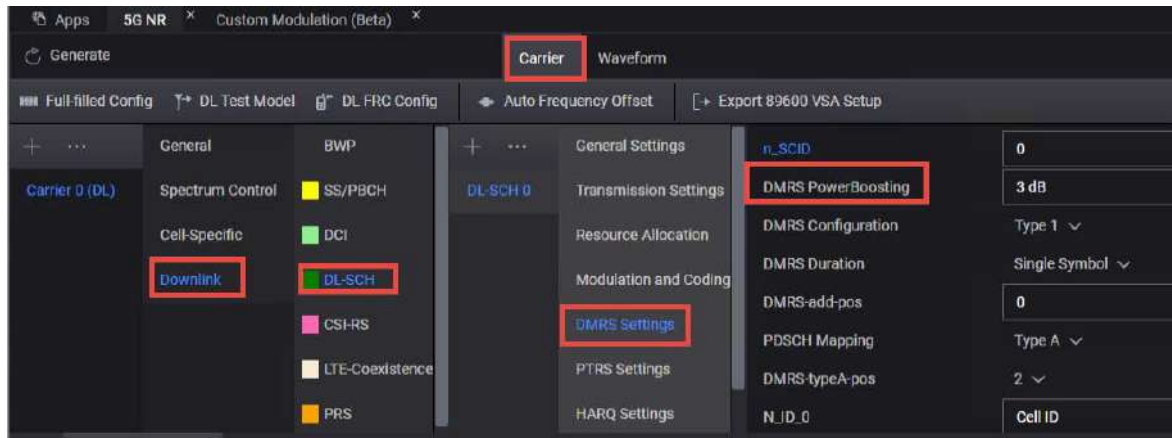 Apps 5G NR × Custom Modulation (Beta) ×
Generate Carrier Waveform
Full-filled Config DL Test Model DL FRC Config Auto Frequency Offset Export 89600 VSA Setup
+ ... General BWP + ... General Settings n_SCID 0
Carrier 0 (DL) Spectrum Control SS/PBCH DL-SCH 0 Transmission Settings DMRS PowerBoosting 3 dB
Cell-Specific DCI Resource Allocation DMRS Configuration Type 1
Downlink DL-SCH Modulation and Coding DMRS Duration Single Symbol
CSI-RS DMRS Settings DMRS-add-pos 0
LTE-Coexistence PTRS Settings PDSCH Mapping Type A
DMRS-typeA-pos 2
PRS HARQ Settings N_ID_0 Cell ID